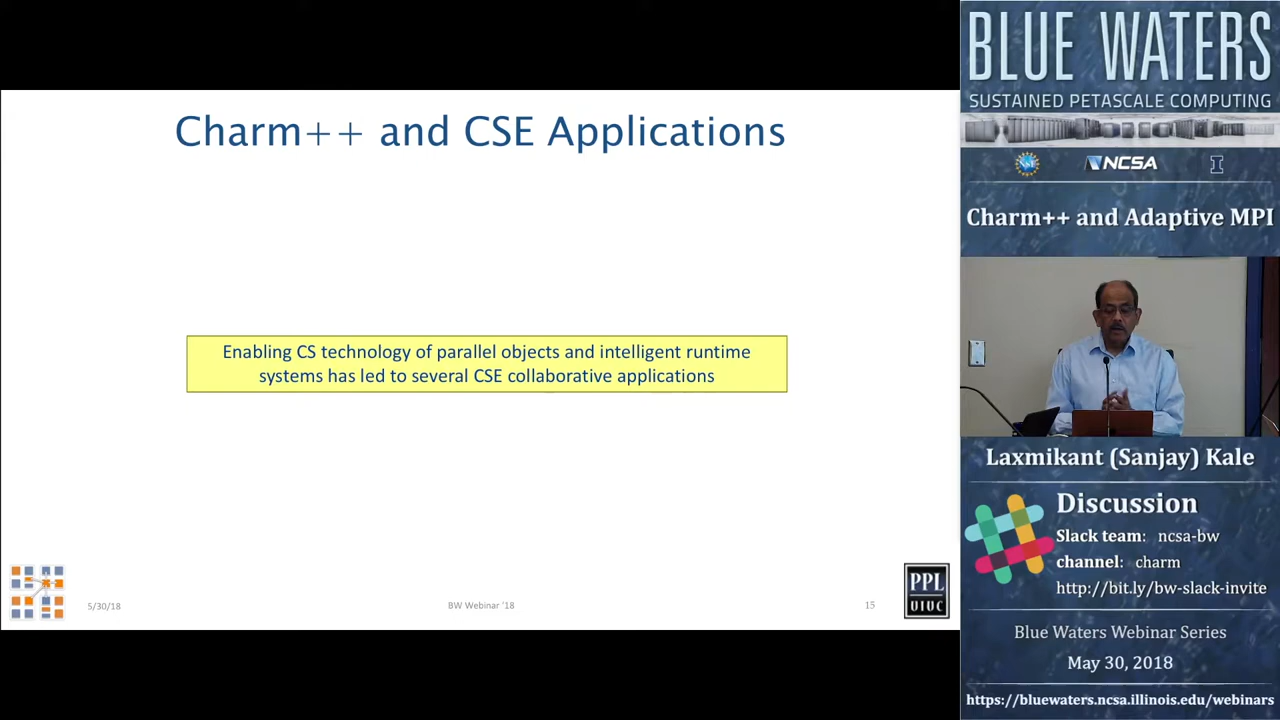 Charm++ and CSE Applications
Enabling CS technology of parallel objects and intelligent runtime
systems has led to several CSE collaborative applications
5/30/18
BW Webinar '18
15
PPL
UIUC
BLUE WATERS
SUSTAINED PETASCALE COMPUTING
NSF
NCSA
I
Charm++ and Adaptive MPI
Laxmikant (Sanjay) Kale
Discussion
Slack team: ncsa-bw
channel: charm
http://bit.ly/bw-slack-invite
Blue Waters Webinar Series
May 30, 2018
https://bluewaters.ncsa.illinois.edu/webinars